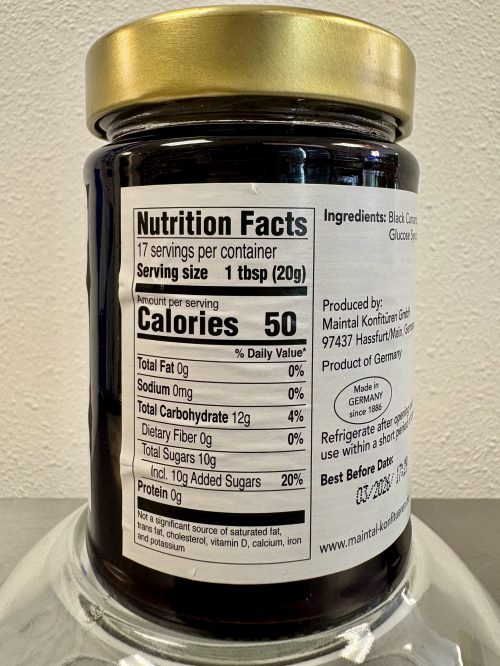 Nutrition Facts
17 servings per container
Serving size 1 tbsp (20g)
Amount per serving
Calories 50
% Daily Value*
Total Fat 0g 0%
Sodium 0mg 0%
Total Carbohydrate 12g 4%
Dietary Fiber 0g 0%
Total Sugars 10g
Incl. 10g Added Sugars 20%
Protein 0g
Not a significant source of saturated fat,
trans fat, cholesterol, vitamin D, calcium, iron
and potassium
Ingredients: Black
Glucose
Produced by:
Maintal Konfitüren GmbH
97437 Hassfurt/Main,
Product of Germany
Made in
GERMANY
since 1886
Refrigerate after
use within a short
Best Before Date:
03/2026
www.maintal-konfitueren